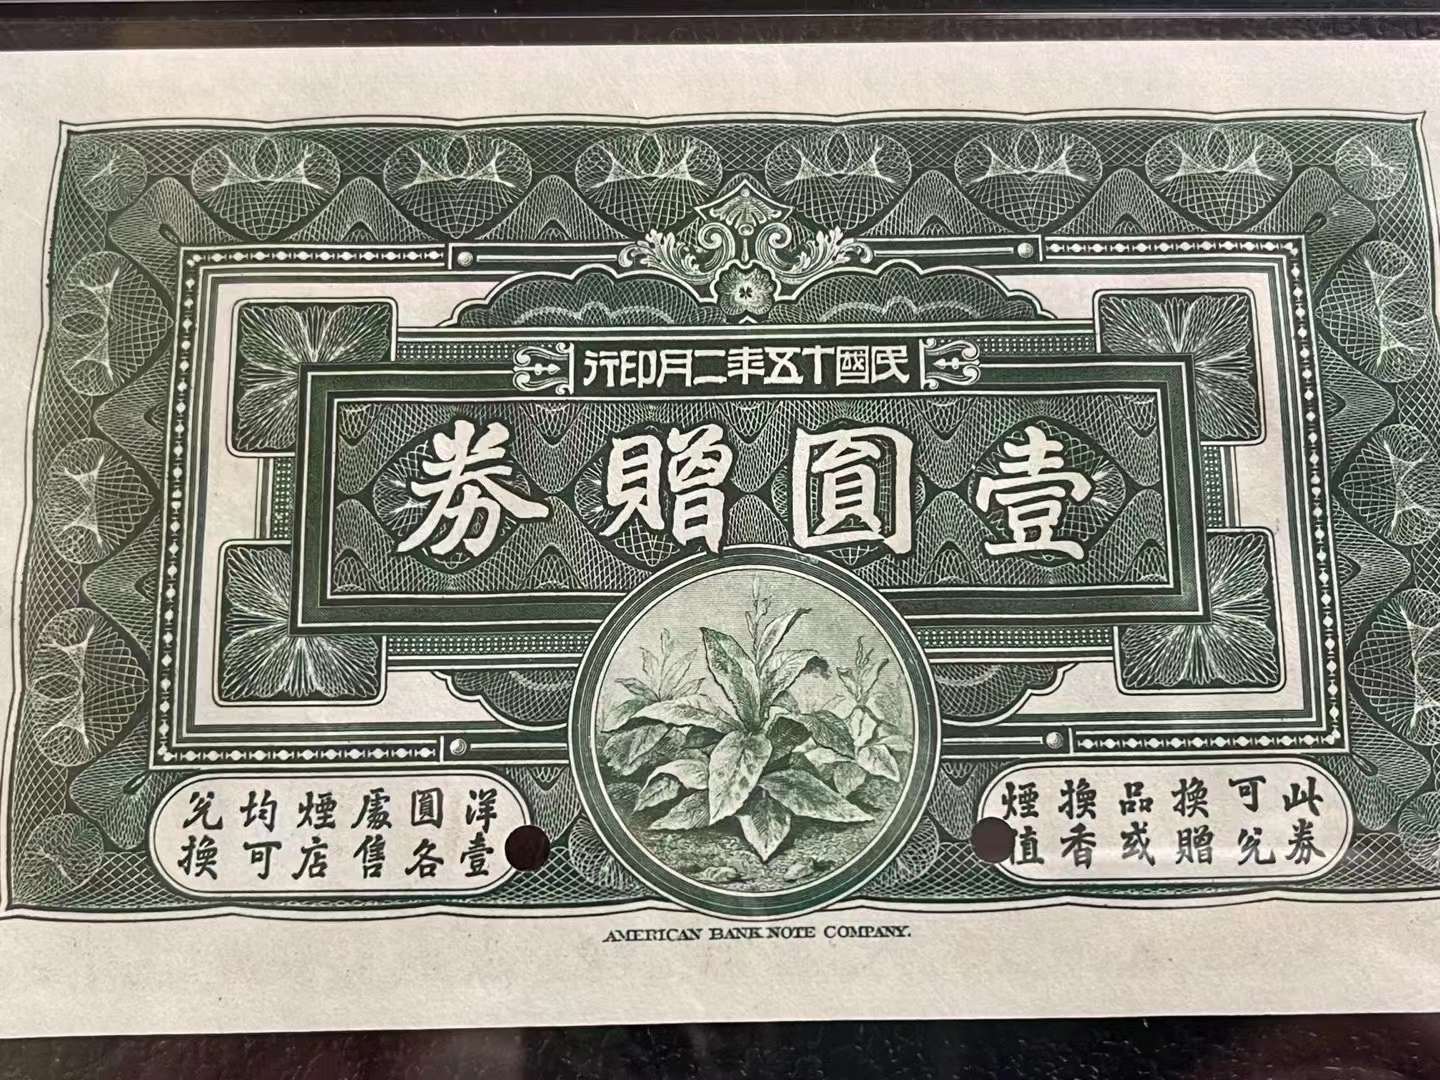 民國十五年二月印行
壹圓贈券
此券
可兌
換贈
品或
換香
煙值
洋壹
圓各
處售
煙店
均可
兌換
AMERICAN BANK NOTE COMPANY.